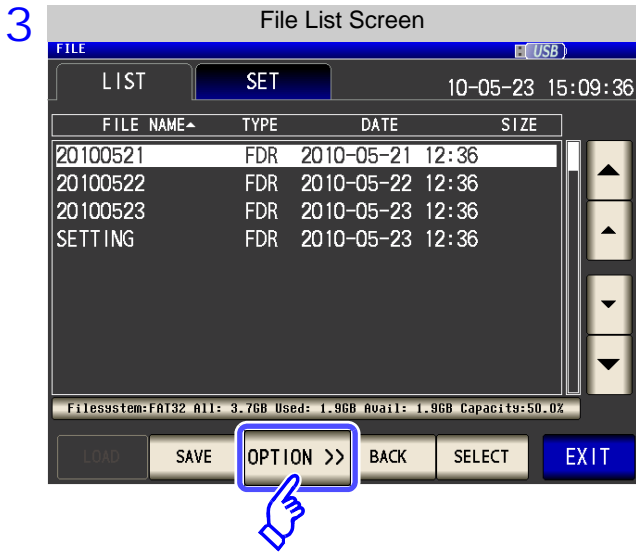 3
File List Screen
FILE USB
LIST SET 10-05-23 15:09:36
FILE NAME▲ TYPE DATE SIZE
20100521 FDR 2010-05-21 12:36
20100522 FDR 2010-05-22 12:36
20100523 FDR 2010-05-23 12:36
SETTING FDR 2010-05-23 12:36
Filesystem:FAT32 All: 3.7GB Used: 1.9GB Avail: 1.9GB Capacity:50.0%
LOAD SAVE OPTION >> BACK SELECT EXIT